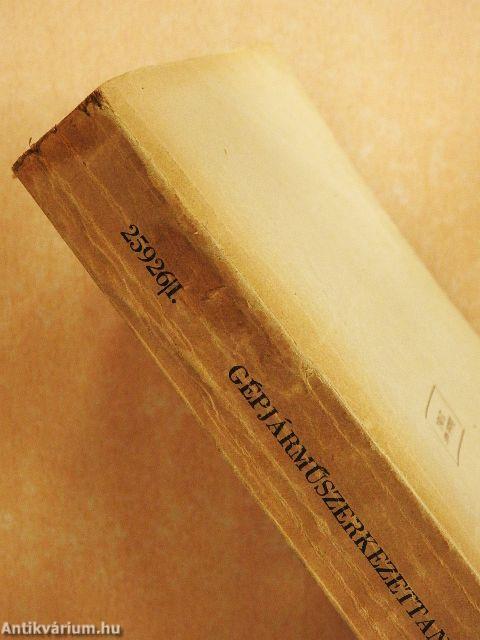 25926/I.
GÉPJÁRMŰSZERKEZETTAN
Antikvárium.hu